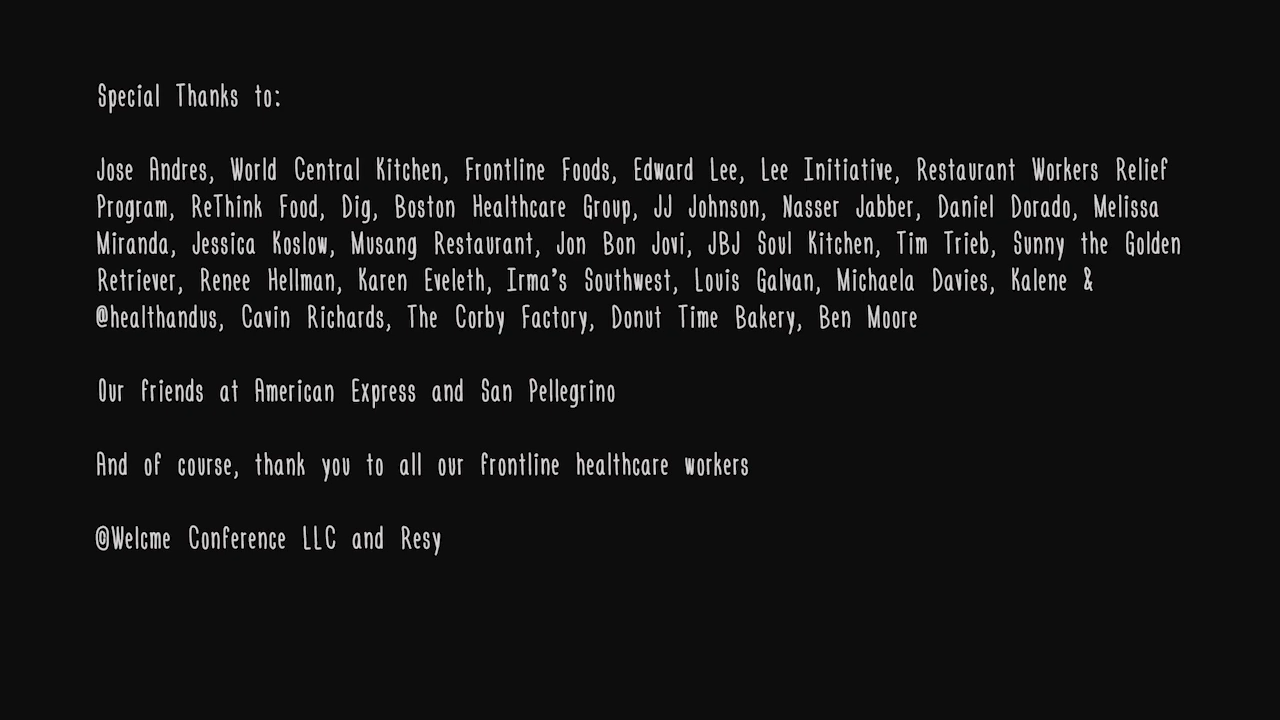 Special Thanks to:
Jose Andres, World Central Kitchen, Frontline Foods, Edward Lee, Lee Initiative, Restaurant Workers Relief
Program, ReThink Food, Dig, Boston Healthcare Group, JJ Johnson, Nasser Jabber, Daniel Dorado, Melissa
Miranda, Jessica Koslow, Musang Restaurant, Jon Bon Jovi, JBJ Soul Kitchen, Tim Trieb, Sunny the Golden
Retriever, Renee Hellman, Karen Eveleth, Irma's Southwest, Louis Galvan, Michaela Davies, Kalene &
@healthandus, Cavin Richards, The Corby Factory, Donut Time Bakery, Ben Moore
Our friends at American Express and San Pellegrino
And of course, thank you to all our frontline healthcare workers
©Welcme Conference LLC and Resy